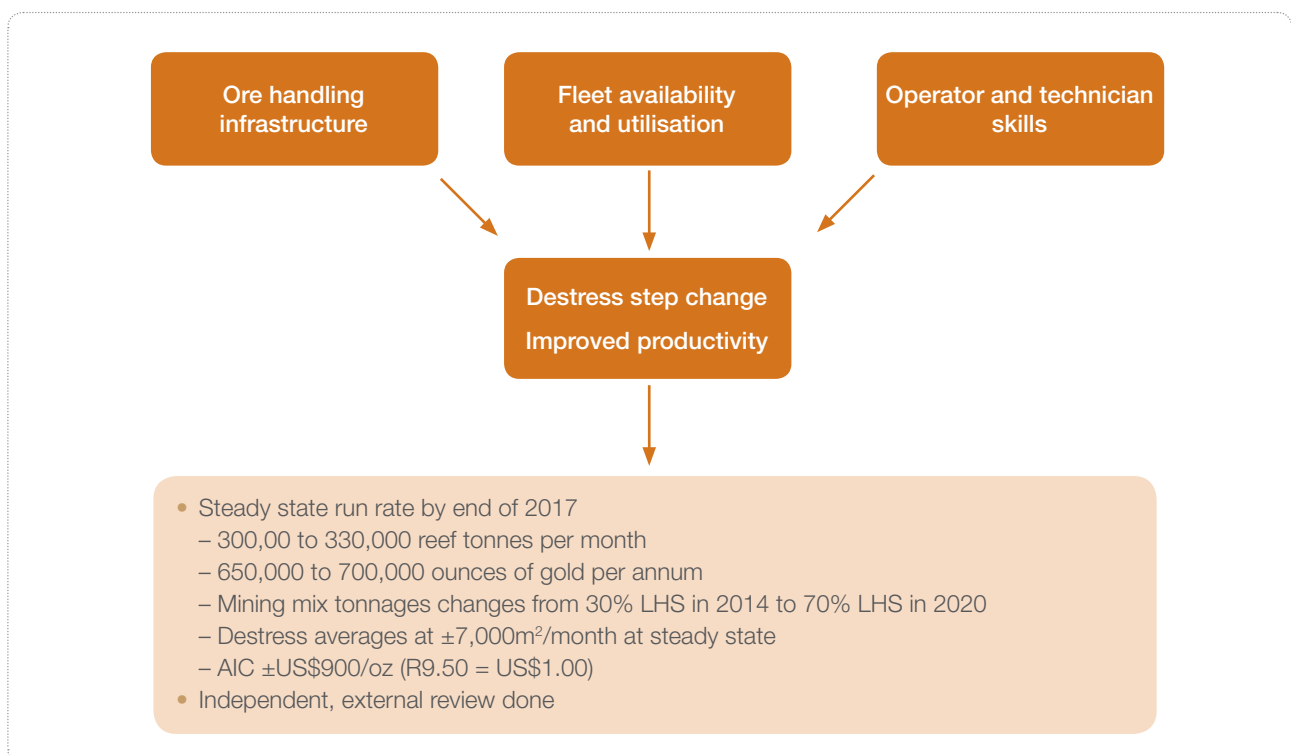 Ore handling
infrastructure
Fleet availability
and utilisation
Operator and technician
skills
Destress step change
Improved productivity
• Steady state run rate by end of 2017
– 300,00 to 330,000 reef tonnes per month
– 650,000 to 700,000 ounces of gold per annum
– Mining mix tonnages changes from 30% LHS in 2014 to 70% LHS in 2020
– Destress averages at ±7,000m²/month at steady state
– AIC ±US$900/oz (R9.50 = US$1.00)
• Independent, external review done